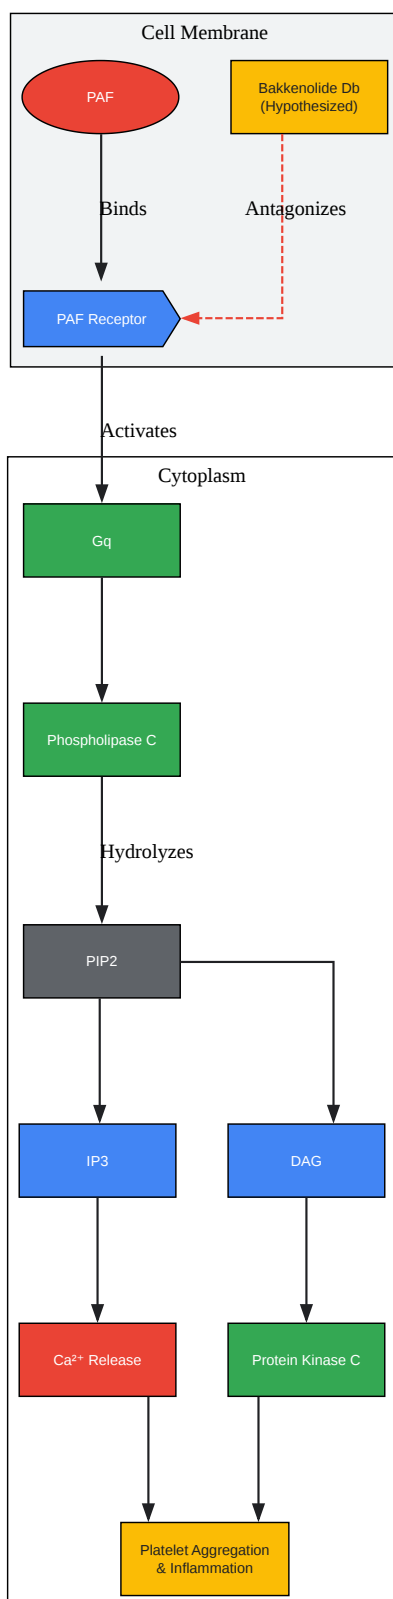 Cell Membrane
PAF
Bakkenolide Db
(Hypothesized)
Binds
Antagonizes
PAF Receptor
Activates
Cytoplasm
Gq
Phospholipase C
Hydrolyzes
PIP2
IP3
DAG
Ca²⁺ Release
Protein Kinase C
Platelet Aggregation
& Inflammation